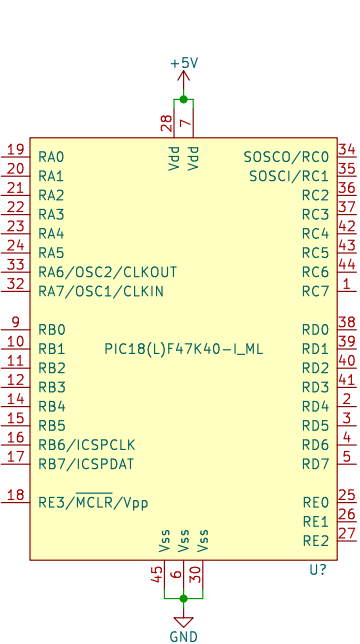 +5V
28 7
Vdd Vdd
19 RA0 SOSCO/RC0 34
20 RA1 SOSCI/RC1 35
21 RA2 RC2 36
22 RA3 RC3 37
23 RA4 RC4 42
24 RA5 RC5 43
33 RA6/OSC2/CLKOUT RC6 44
32 RA7/OSC1/CLKIN RC7 1
9 RB0 RD0 38
10 RB1 PIC18(L)F47K40-I_ML RD1 39
11 RB2 RD2 40
12 RB3 RD3 41
14 RB4 RD4 2
15 RB5 RD5 3
16 RB6/ICSPCLK RD6 4
17 RB7/ICSPDAT RD7 5
18 RE3/MCLR/Vpp RE0 25
RE1 26
RE2 27
Vss Vss Vss
45 6 30
U?
GND